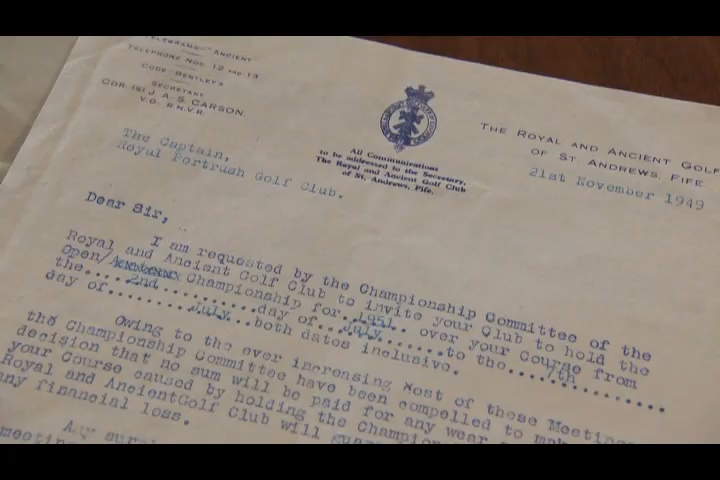 TELEGRAMS "ANCIENT"
TELEPHONE NOS. 12 AND 13
CODE - BENTLEY'S
SECRETARY
CDR. (S) J. A. S. CARSON.
V.D., R.N.V.R.
All Communications
to be addressed to the Secretary,
The Royal and Ancient Golf Club
of St. Andrews, Fife.
THE ROYAL AND ANCIENT GOLF
OF ST. ANDREWS, FIFE
21st November 1949
The Captain,
Royal Portrush Golf Club.
Dear Sir,
I am requested by the Championship Committee of the
Royal and Ancient Golf Club to invite your Club to hold the
Open/ Championship for 1951 over your Course from
the....2nd..........day of....July........to the...7th...........
day of.........July...both dates inclusive.
Owing to the ever increasing cost of these Meetings
the Championship Committee have been compelled to make
decision that no sum will be paid for any wear
your Course caused by holding the
Royal and AncientGolf Club will
any financial loss.
Any